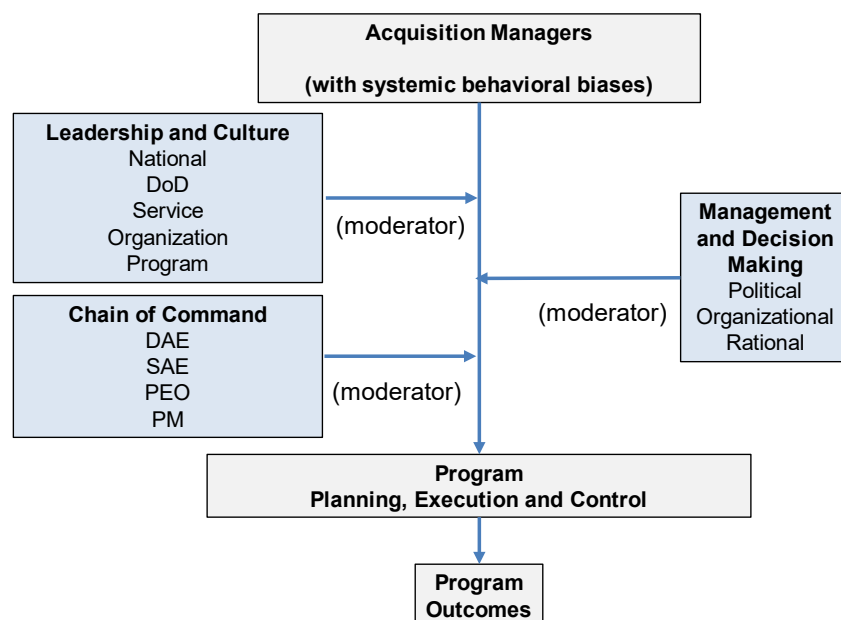 Acquisition Managers
(with systemic behavioral biases)
Leadership and Culture
National
DoD
Service
Organization
Program
(moderator)
Management
and Decision
Making
Political
Organizational
Rational
(moderator)
Chain of Command
DAE
SAE
PEO
PM
(moderator)
Program
Planning, Execution and Control
Program
Outcomes